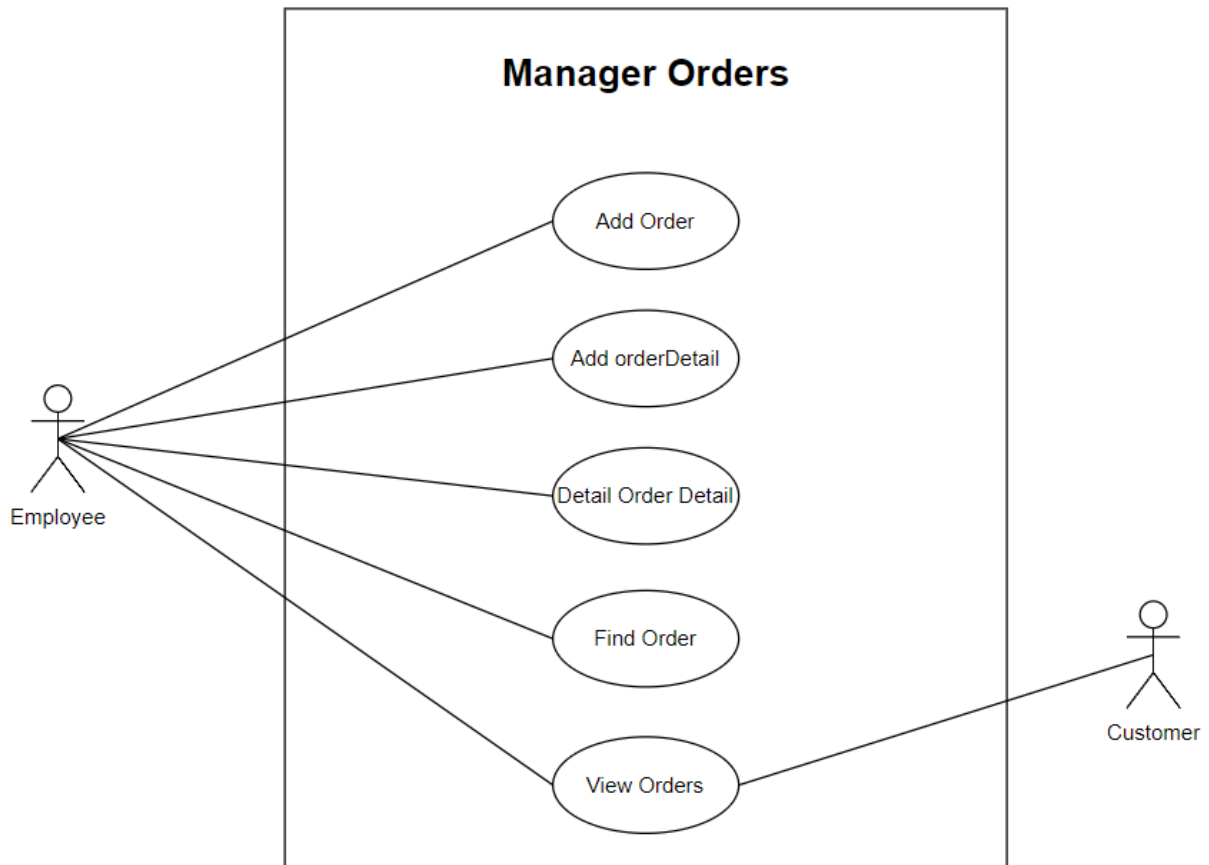 Manager Orders
Add Order
Add orderDetail
Detail Order Detail
Employee
Find Order
Customer
View Orders